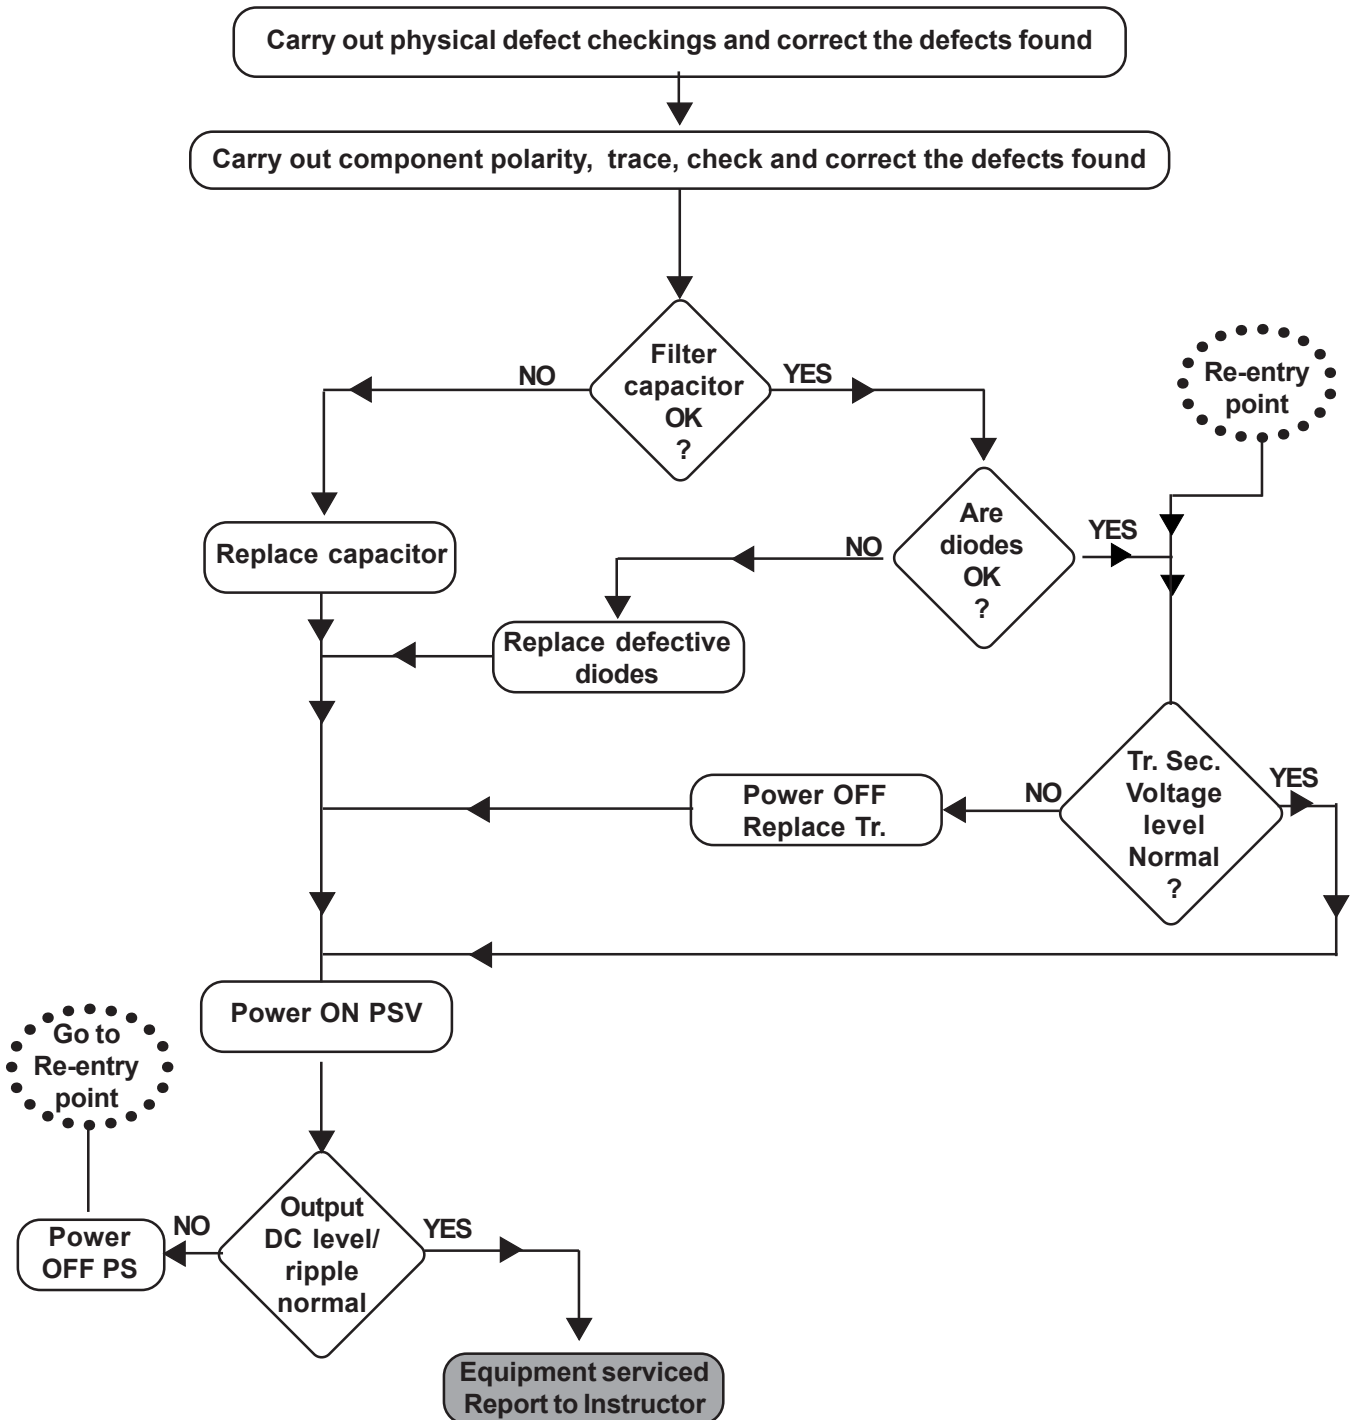 Carry out physical defect checkings and correct the defects found
Carry out component polarity, trace, check and correct the defects found
Filter
capacitor
OK
?
NO
YES
Re-entry
point
Replace capacitor
Are
diodes
OK
?
NO
YES
Replace defective
diodes
Tr. Sec.
Voltage
level
Normal
?
NO
YES
Power OFF
Replace Tr.
Power ON PSV
Go to
Re-entry
point
Output
DC level/
ripple
normal
NO
YES
Power
OFF PS
Equipment serviced
Report to Instructor